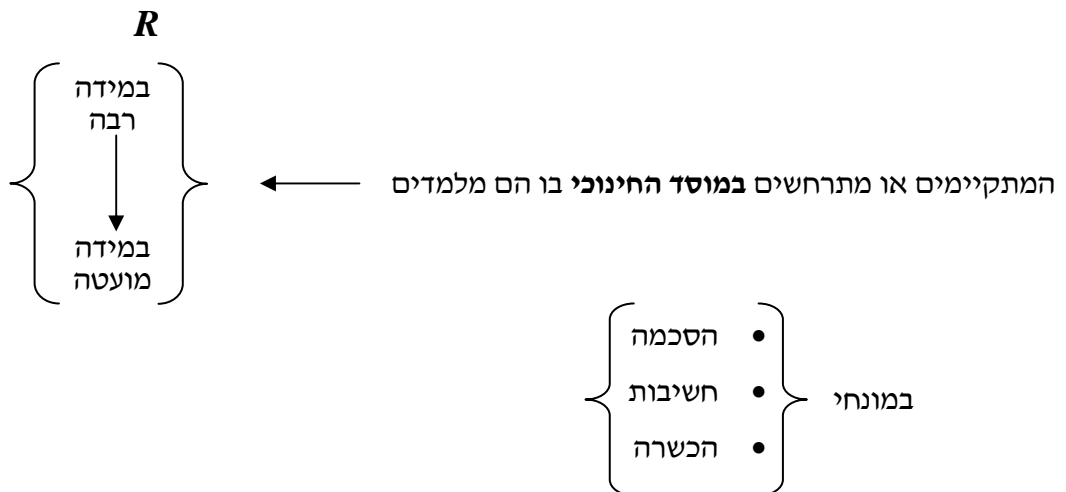 R
במידה
רבה
במידה
מועטה
המתקיימים או מתרחשים במוסד החינוכי בו הם מלמדים
במונחי
• הסכמה
• חשיבות
• הכשרה